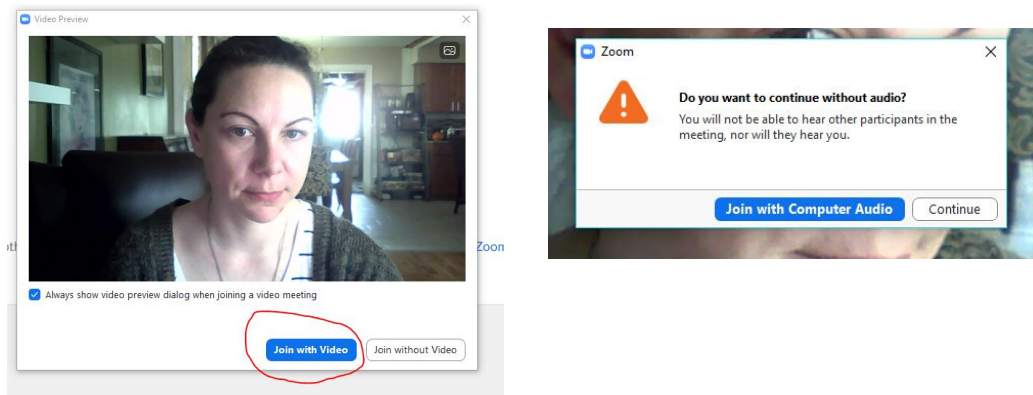 Video Preview
Always show video preview dialog when joining a video meeting
Join with Video
Join without Video
Zoom
Zoom
Do you want to continue without audio?
You will not be able to hear other participants in the
meeting, nor will they hear you.
Join with Computer Audio
Continue